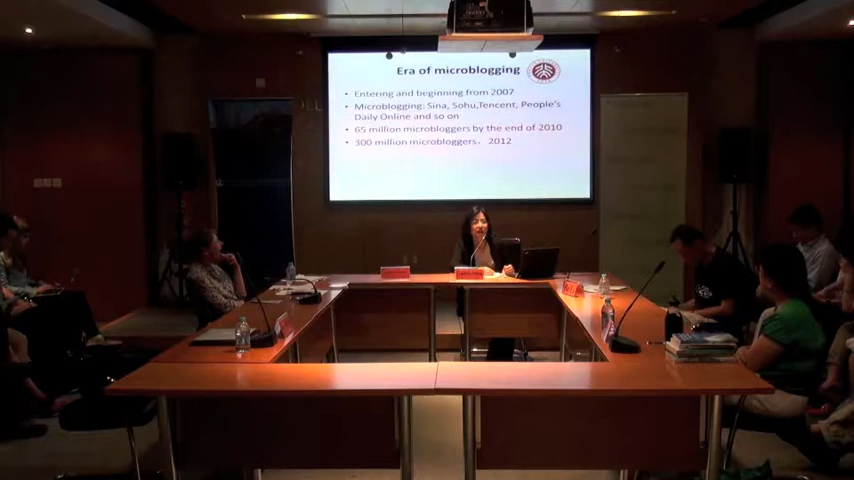 Era of microblogging
• Entering and beginning from 2007
• Microblogging: Sina, Sohu,Tencent, People's
Daily Online and so on
• 65 million microbloggers by the end of 2010
• 300 million microbloggers， 2012